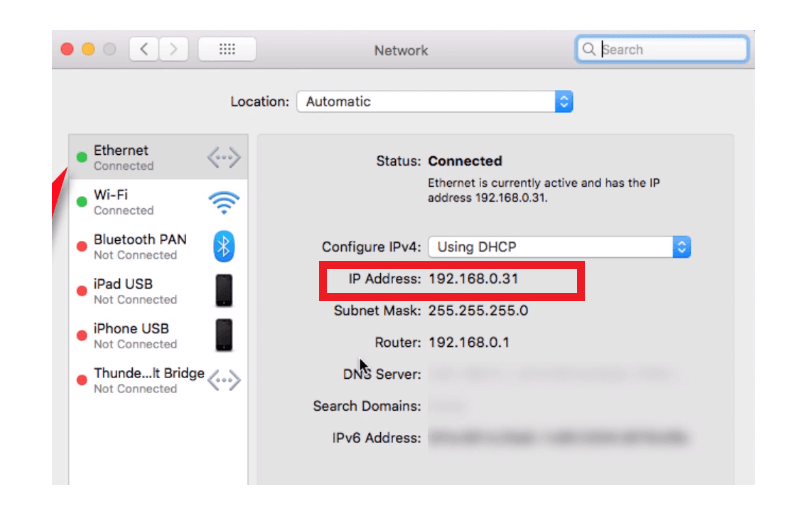 Network
Search
Location: Automatic
Ethernet
Connected
Wi-Fi
Connected
Bluetooth PAN
Not Connected
iPad USB
Not Connected
iPhone USB
Not Connected
Thunde...lt Bridge
Not Connected
Status: Connected
Ethernet is currently active and has the IP
address 192.168.0.31.
Configure IPv4: Using DHCP
IP Address: 192.168.0.31
Subnet Mask: 255.255.255.0
Router: 192.168.0.1
DNS Server:
Search Domains:
IPv6 Address: